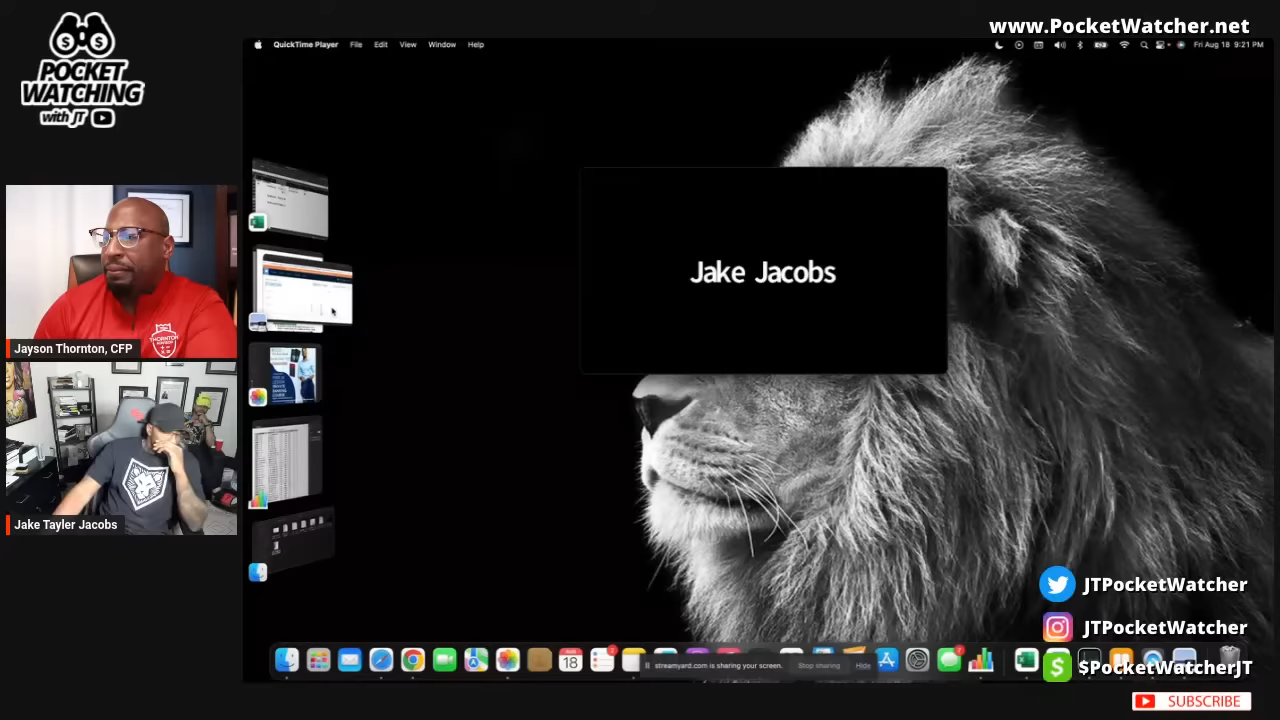 www.PocketWatcher.net
POCKET
WATCHING
with JT
QuickTime Player File Edit View Window Help
Fri Aug 18 9:21 PM
Jake Jacobs
THORNTON
Jayson Thornton, CFP
Jake Tayler Jacobs
JTPocketWatcher
JTPocketWatcher
$PocketWatcherJT
18
streamyard.com is sharing your screen. Stop sharing Hide
SUBSCRIBE